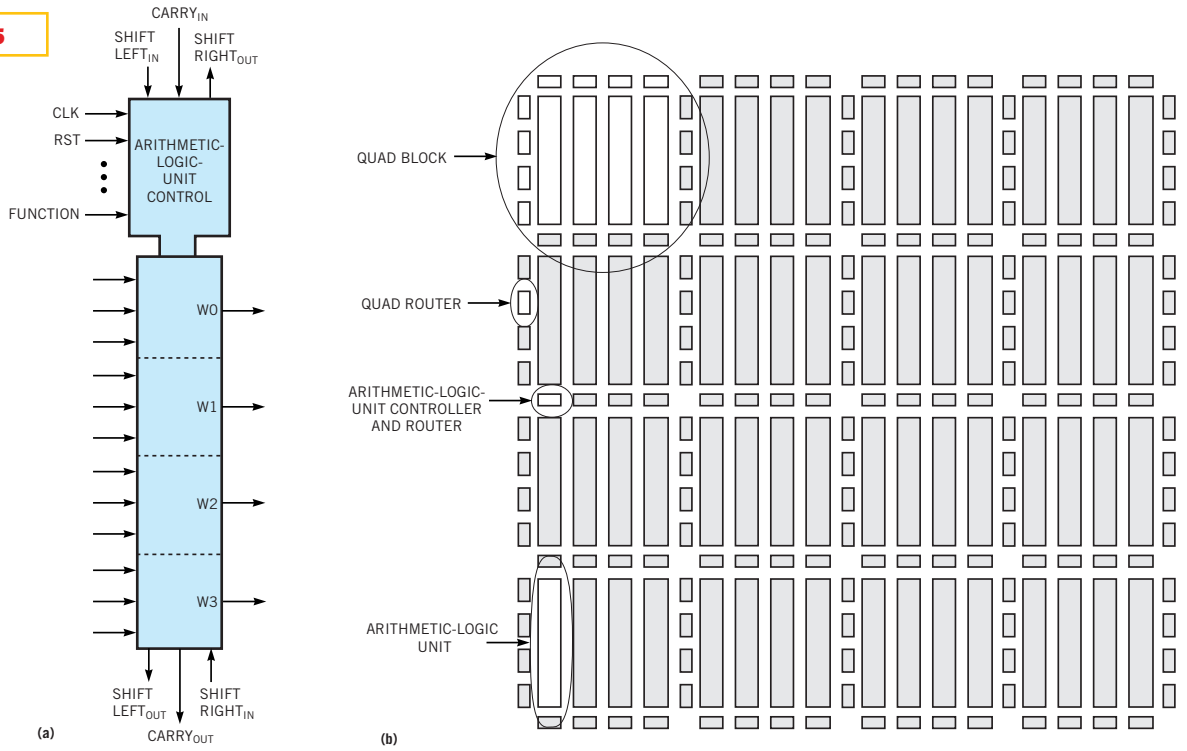 5
CARRYIN
SHIFT
LEFTIN
SHIFT
RIGHTOUT
CLK
RST
FUNCTION
ARITHMETIC-
LOGIC-
UNIT
CONTROL
W0
W1
W2
W3
SHIFT
LEFTOUT
SHIFT
RIGHTIN
CARRYOUT
(a)
QUAD BLOCK
QUAD ROUTER
ARITHMETIC-LOGIC-
UNIT CONTROLLER
AND ROUTER
ARITHMETIC-LOGIC
UNIT
(b)